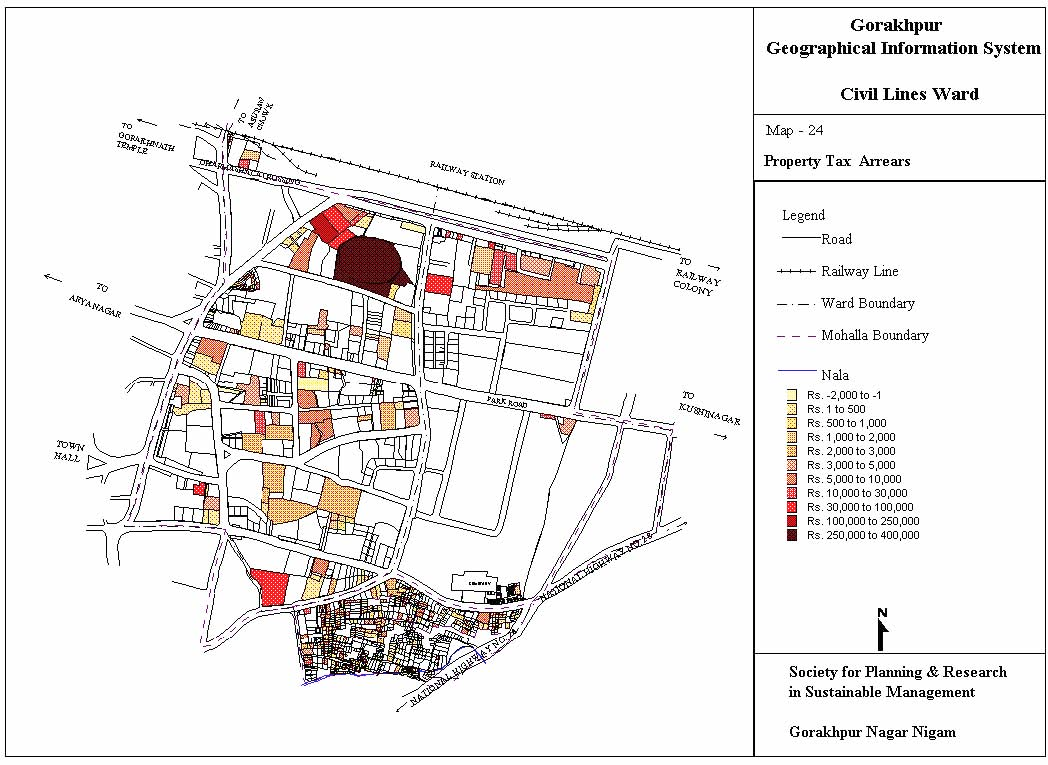 Gorakhpur
Geographical Information System
Civil Lines Ward
Map - 24
Property Tax Arrears
Legend
Road
Railway Line
Ward Boundary
Mohalla Boundary
Nala
Rs. -2,000 to -1
Rs. 1 to 500
Rs. 500 to 1,000
Rs. 1,000 to 2,000
Rs. 2,000 to 3,000
Rs. 3,000 to 5,000
Rs. 5,000 to 10,000
Rs. 10,000 to 30,000
Rs. 30,000 to 100,000
Rs. 100,000 to 250,000
Rs. 250,000 to 400,000
N
Society for Planning & Research
in Sustainable Management
Gorakhpur Nagar Nigam
TO
GORAKHNATH
TEMPLE
TO
CHOWK
CROSSING
RAILWAY STATION
TO
RAILWAY
COLONY
TO
ARYANAGAR
PARK ROAD
TO
KUSHINAGAR
TOWN
HALL
NATIONAL HIGHWAY NO. 28
NATIONAL HIGHWAY NO. 28